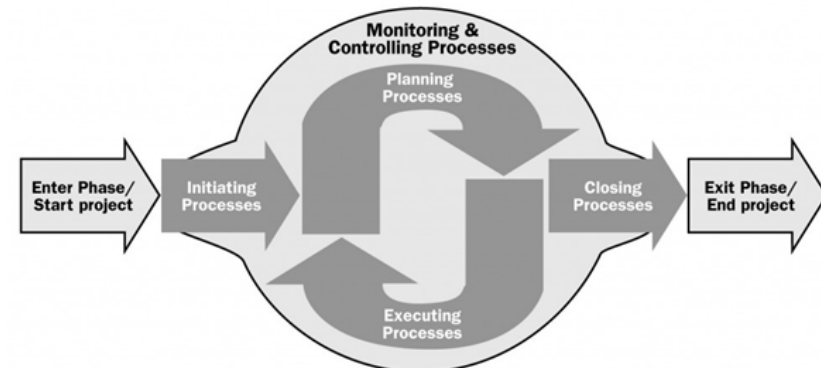 Monitoring &
Controlling Processes
Planning
Processes
Enter Phase/
Start project
Initiating
Processes
Closing
Processes
Exit Phase/
End project
Executing
Processes